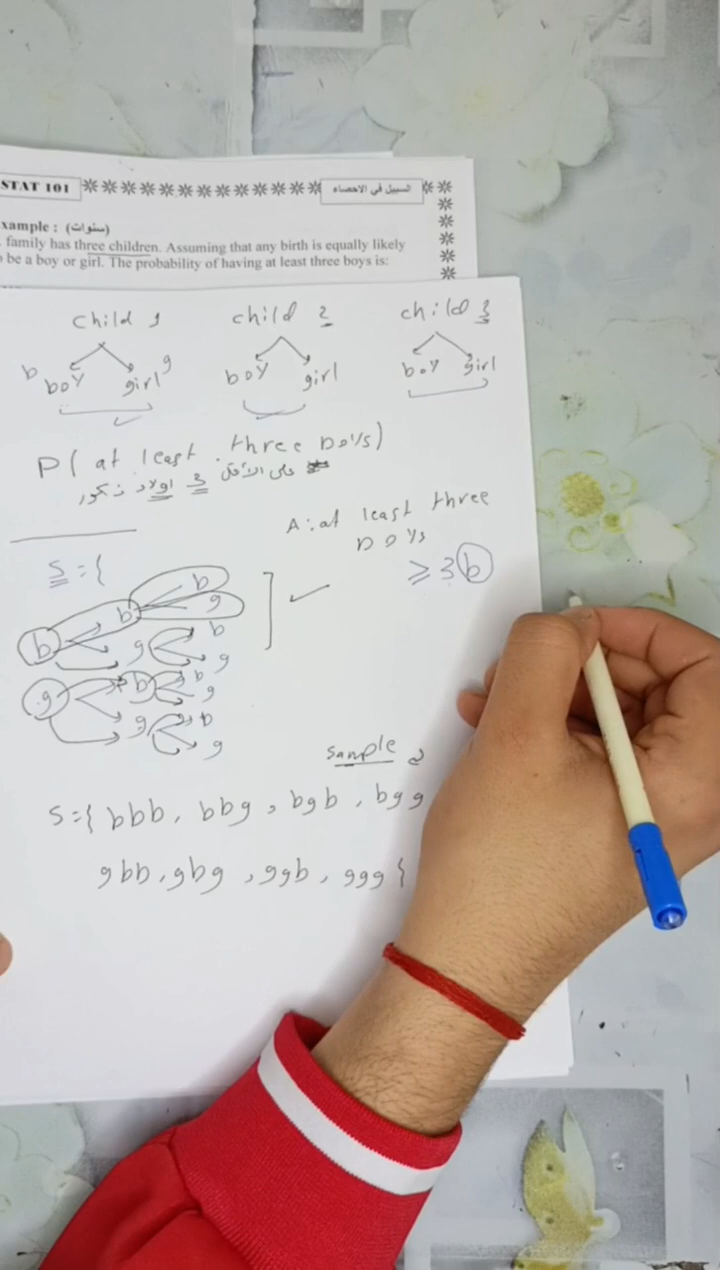 STAT 101
السبيل في الاحصاء
xample : (سنوات)
family has three children. Assuming that any birth is equally likely
be a boy or girl. The probability of having at least three boys is:
child 1 child 2 child 3
b boy girl g boy girl boy girl
P( at least three boys)
على الأقل 3 اولاد ذكور
A: at least three
boys
S={
≥ 3 b
b
b g
b b
g
g b b
g
g b
g
sample 2
S={ bbb, bbg, bgb, bgg
gbb, gbg, ggb, ggg {